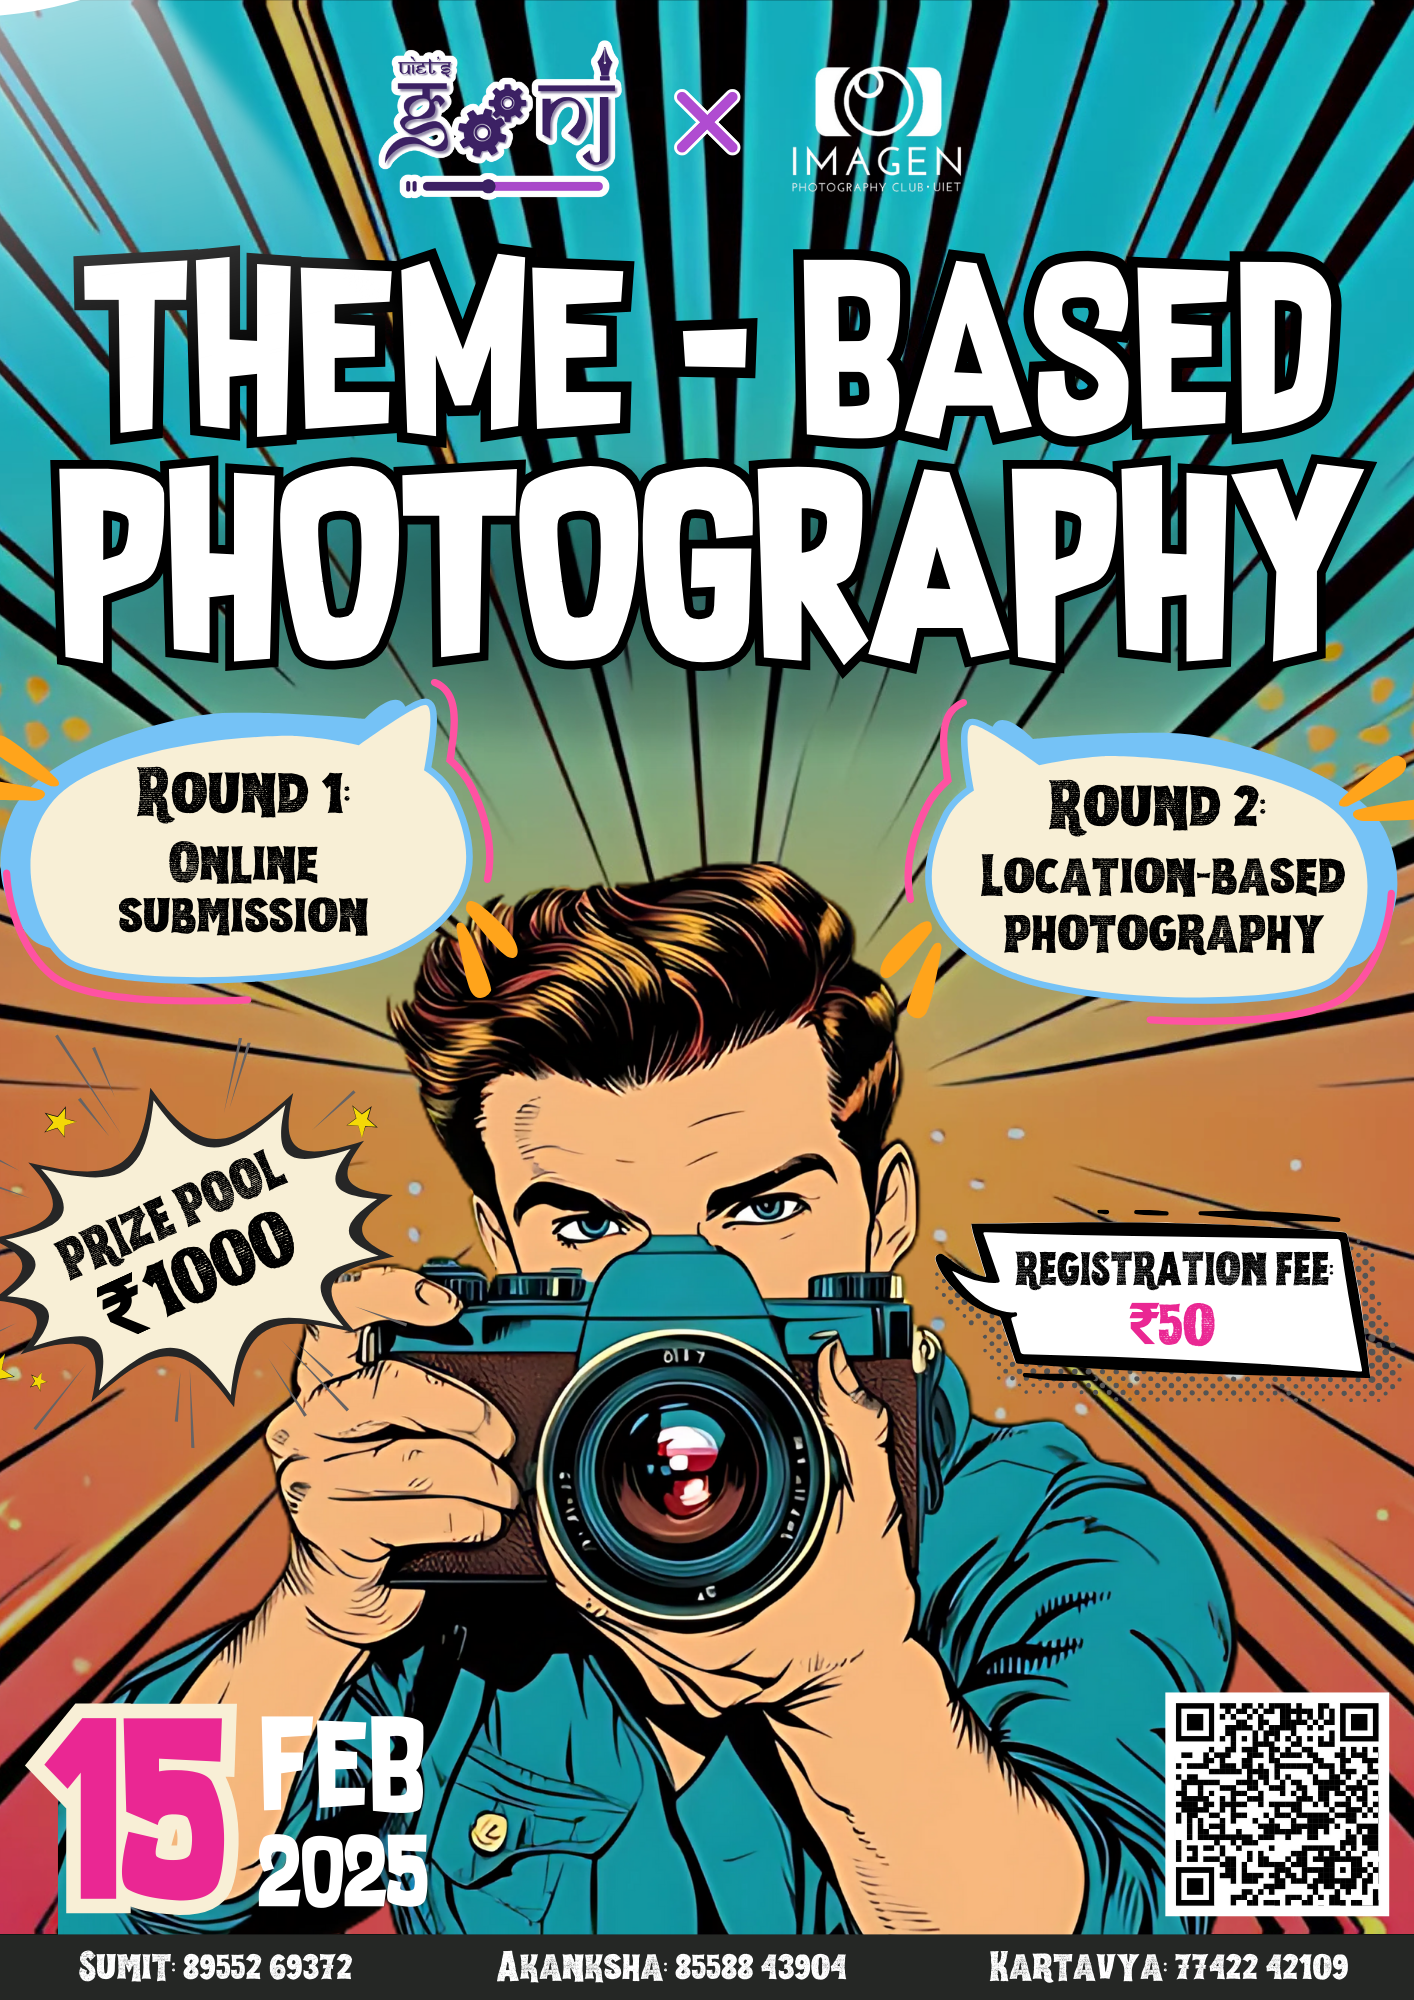 UIET'S
goonj
IMAGEN
PHOTOGRAPHY CLUB • UIET
THEME - BASED
PHOTOGRAPHY
ROUND 1:
ONLINE
SUBMISSION
ROUND 2:
LOCATION-BASED
PHOTOGRAPHY
PRIZE POOL
₹1000
REGISTRATION FEE:
₹50
15 FEB
2025
SUMIT: 89552 69372
AKANKSHA: 85588 43904
KARTAVYA: 77422 42109